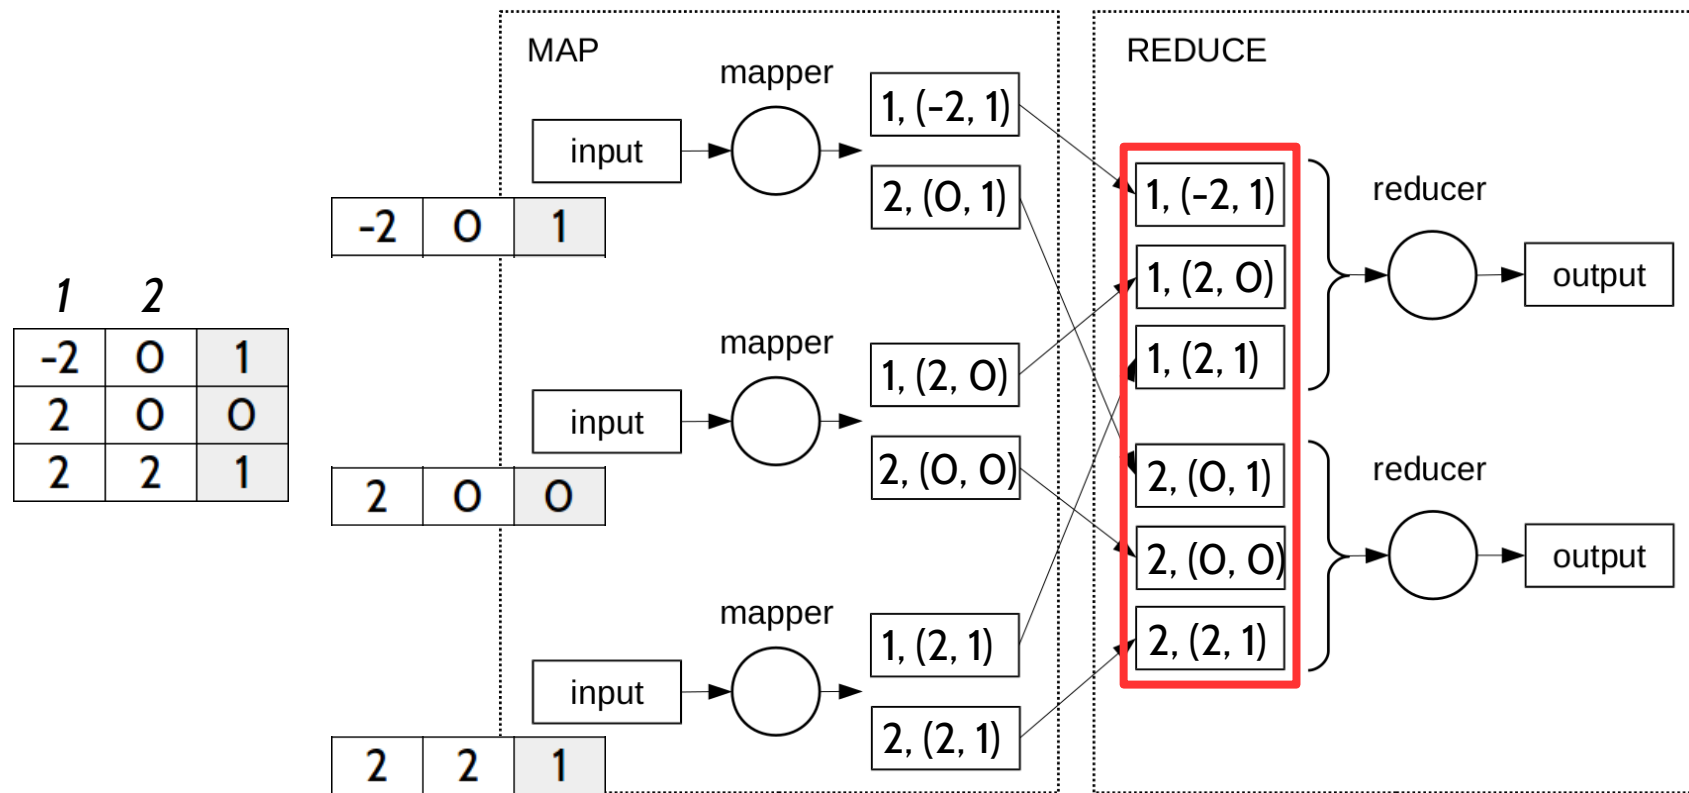 1 2
-2 0 1
2 0 0
2 2 1
MAP
mapper
input
-2 0 1
1, (-2, 1)
2, (0, 1)
mapper
input
2 0 0
1, (2, 0)
2, (0, 0)
mapper
input
2 2 1
1, (2, 1)
2, (2, 1)
REDUCE
1, (-2, 1)
1, (2, 0)
1, (2, 1)
reducer
output
2, (0, 1)
2, (0, 0)
2, (2, 1)
reducer
output